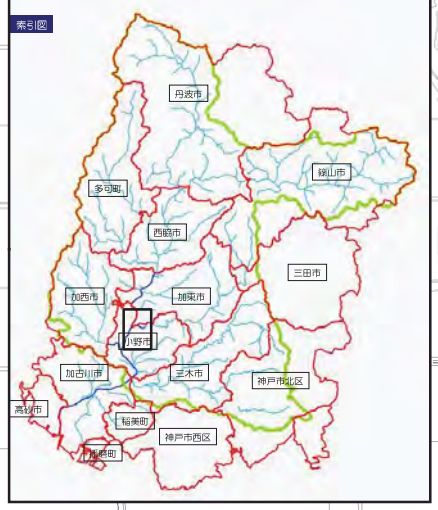 索引図
丹波市
篠山市
多可町
西脇市
三田市
加西市
加東市
小野市
加古川市
三木市
神戸市北区
高砂市
稲美町
神戸市西区
播磨町